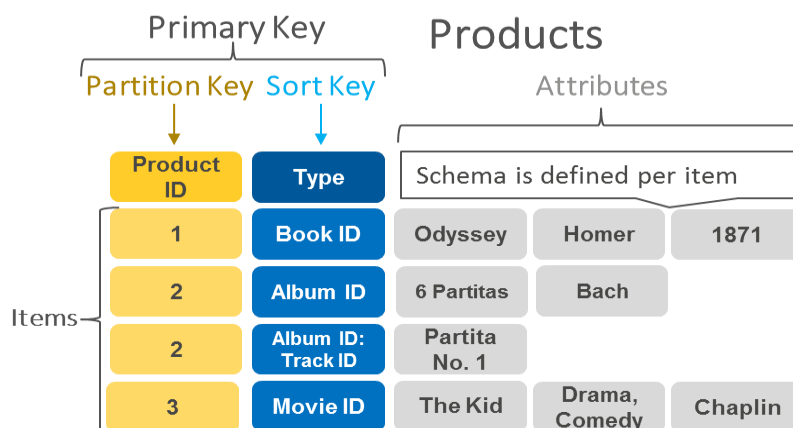 Primary Key
Products
Partition Key
Sort Key
Attributes
Product
ID
Type
Schema is defined per item
1
Book ID
Odyssey
Homer
1871
2
Album ID
6 Partitas
Bach
Items
2
Album ID:
Track ID
Partita
No. 1
3
Movie ID
The Kid
Drama,
Comedy
Chaplin